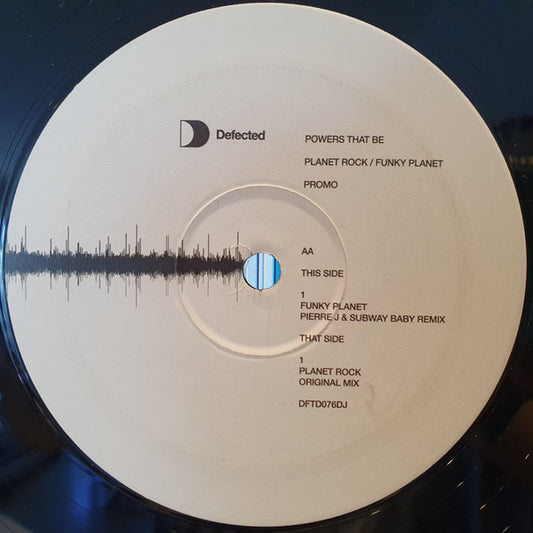 Defected
POWERS THAT BE
PLANET ROCK / FUNKY PLANET
PROMO
AA
THIS SIDE
1
FUNKY PLANET
PIERRE J & SUBWAY BABY REMIX
THAT SIDE
1
PLANET ROCK
ORIGINAL MIX
DFTD076DJ